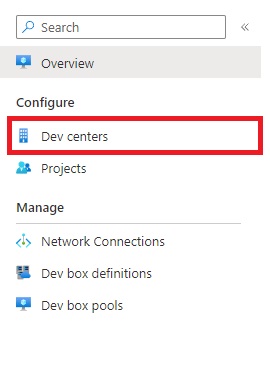 Search
Overview
Configure
Dev centers
Projects
Manage
Network Connections
Dev box definitions
Dev box pools